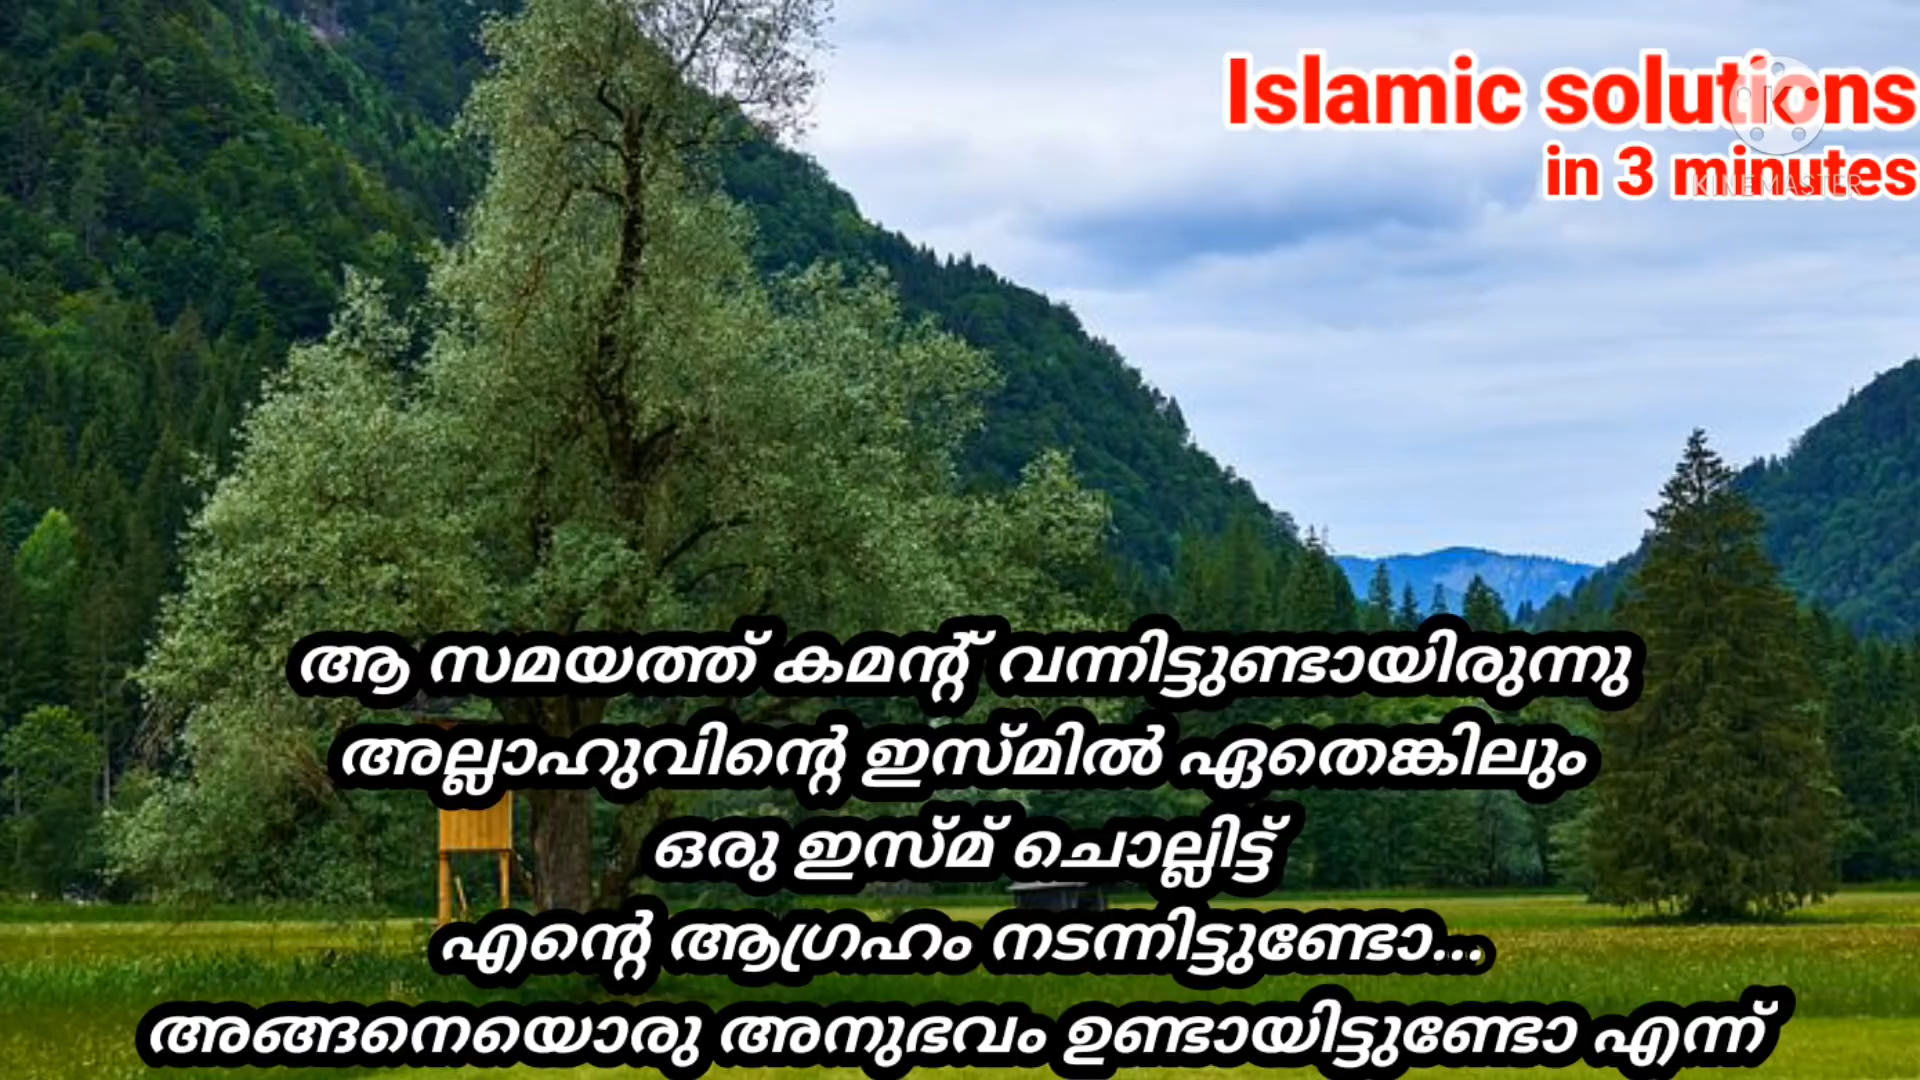 Islamic solutions
in 3 minutes
KINEMASTER
ആ സമയത്ത് കമന്റ് വന്നിട്ടുണ്ടായിരുന്നു
അല്ലാഹുവിന്റെ ഇസ്മിൽ ഏതെങ്കിലും
ഒരു ഇസ്മ് ചൊല്ലിട്ട്
എന്റെ ആഗ്രഹം നടന്നിട്ടുണ്ടോ...
അങ്ങനെയൊരു അനുഭവം ഉണ്ടായിട്ടുണ്ടോ എന്ന്